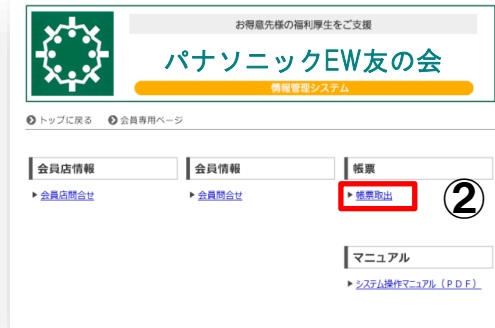 お得意先様の福利厚生をご支援
パナソニックEW友の会
情報管理システム
トップに戻る 会員専用ページ
会員店情報 会員情報 帳票
会員店問合せ 会員問合せ 帳票取出
②
マニュアル
システム操作マニュアル（PDF）